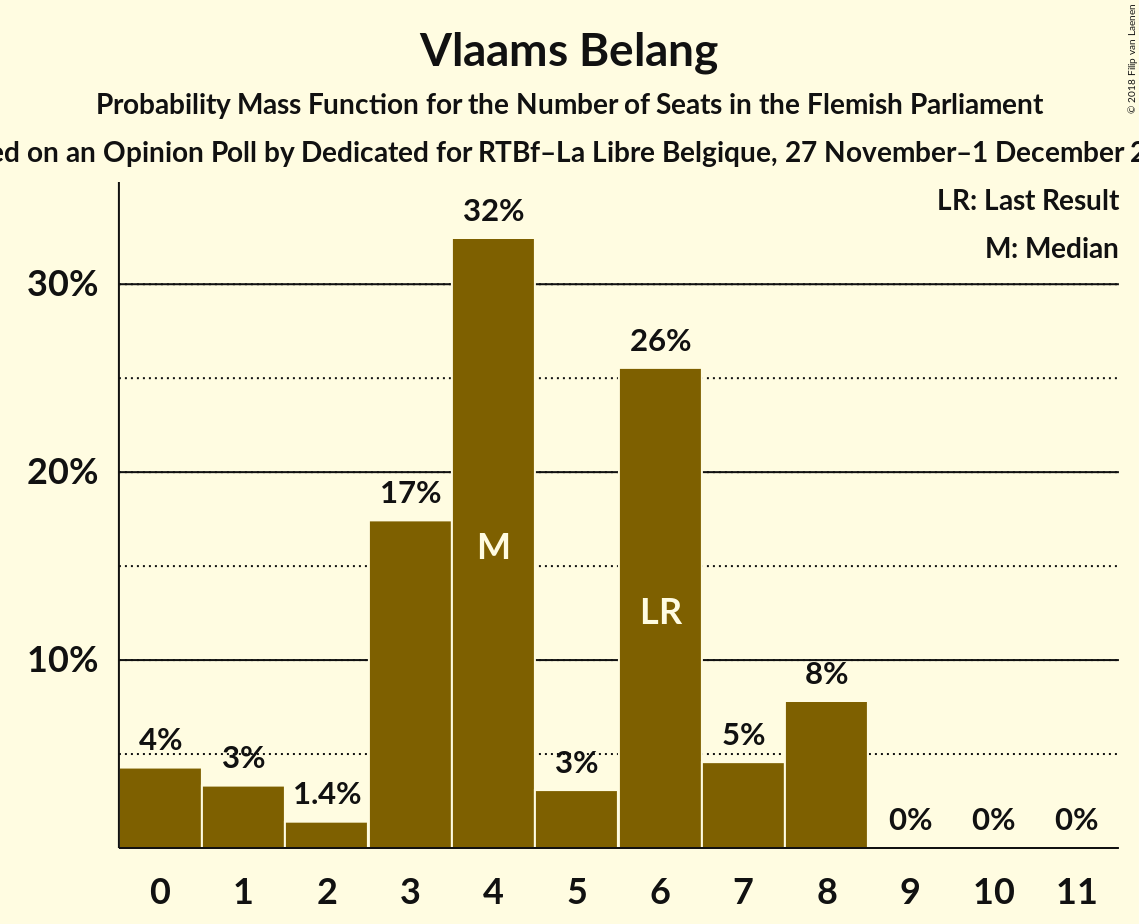 Vlaams Belang
Probability Mass Function for the Number of Seats in the Flemish Parliament
on an Opinion Poll by Dedicated for RTBf–La Libre Belgique, 27 November–1 December
© 2018 Filip van Laenen
LR: Last Result
M: Median
30%
20%
10%
4%
3%
1.4%
17%
32%
3%
26%
5%
8%
0%
0%
0%
M
LR
0 1 2 3 4 5 6 7 8 9 10 11